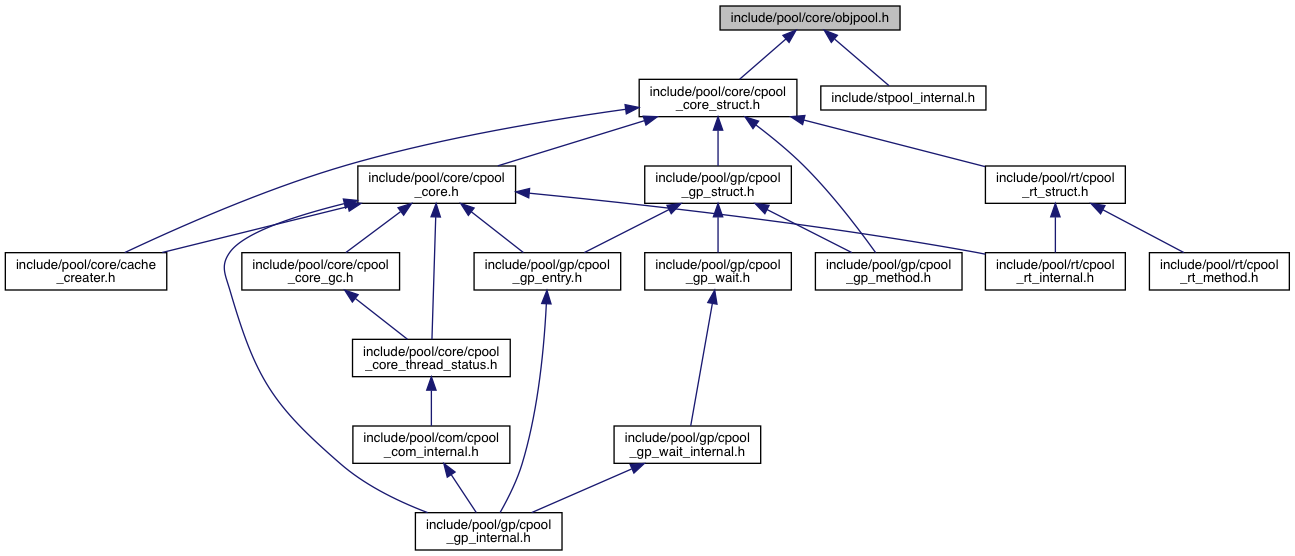 include/pool/core/objpool.h
include/pool/core/cpool
_core_struct.h
include/stpool_internal.h
include/pool/core/cpool
_core.h
include/pool/gp/cpool
_gp_struct.h
include/pool/rt/cpool
_rt_struct.h
include/pool/core/cache
_creater.h
include/pool/core/cpool
_core_gc.h
include/pool/gp/cpool
_gp_entry.h
include/pool/gp/cpool
_gp_wait.h
include/pool/gp/cpool
_gp_method.h
include/pool/rt/cpool
_rt_internal.h
include/pool/rt/cpool
_rt_method.h
include/pool/core/cpool
_core_thread_status.h
include/pool/com/cpool
_com_internal.h
include/pool/gp/cpool
_gp_wait_internal.h
include/pool/gp/cpool
_gp_internal.h